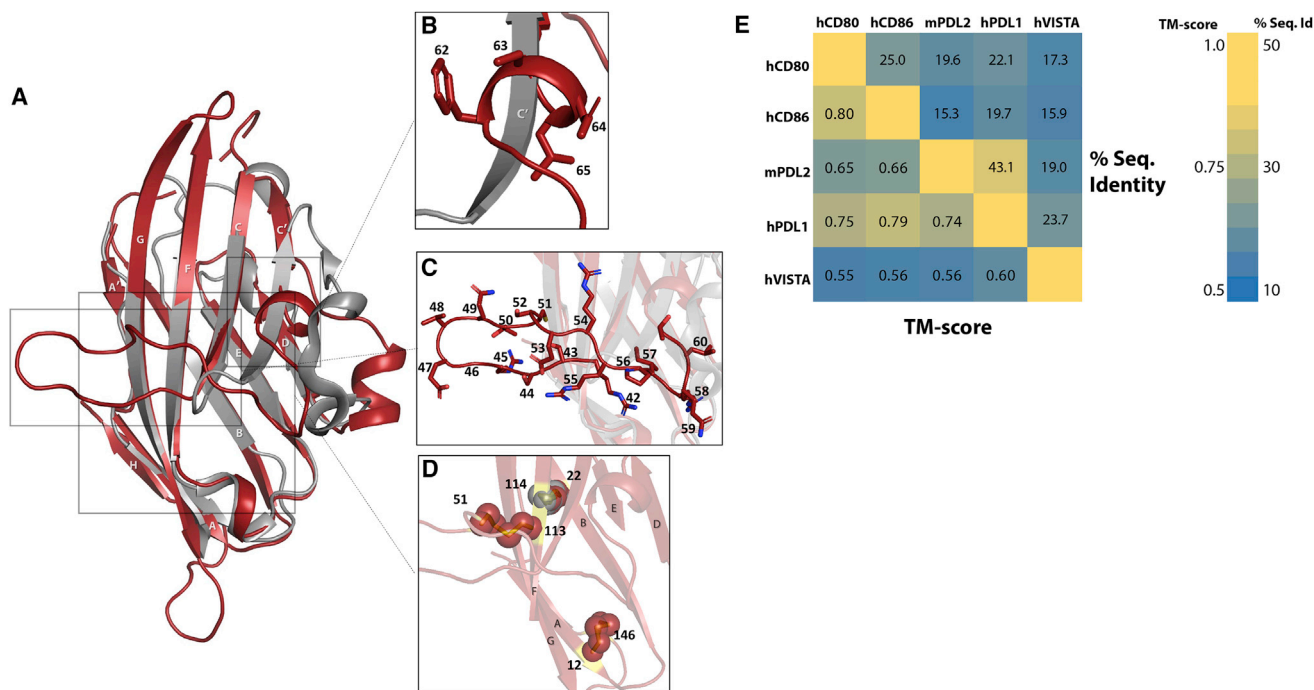 A
G
F
C
C'
A'
E
D
B
H
A
B
62
63
C'
64
65
C
48
49
52
51
50
54
53
43
45
47
46
44
55
56
57
60
42
58
59
D
51
114
22
113
B
E
D
F
A
G
146
12
E
hCD80 hCD86 mPDL2 hPDL1 hVISTA
TM-score % Seq. Id
hCD80 25.0 19.6 22.1 17.3
hCD86 0.80 15.3 19.7 15.9
mPDL2 0.65 0.66 43.1 19.0
hPDL1 0.75 0.79 0.74 23.7
hVISTA 0.55 0.56 0.56 0.60
% Seq.
Identity
TM-score
1.0 50
0.75 30
0.5 10